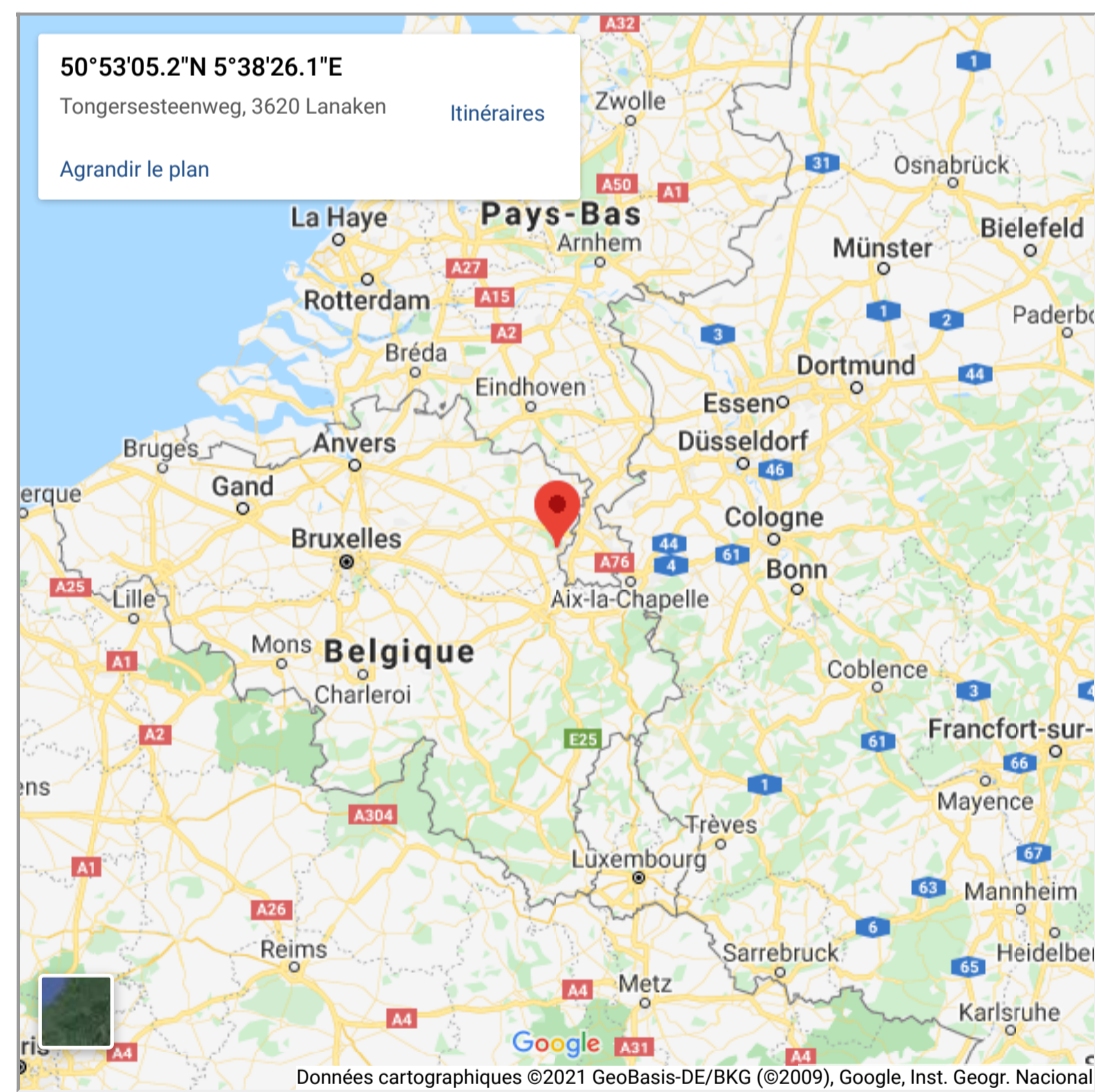 A32
50°53'05.2"N 5°38'26.1"E
Tongersesteenweg, 3620 Lanaken
Itinéraires
Agrandir le plan
1
Zwolle
31
Osnabrück
A50
A1
La Haye
Pays-Bas
Arnhem
Bielefeld
Münster
A27
Rotterdam
A15
1
2
Paderbo
A2
3
Bréda
Eindhoven
Dortmund
44
Essen
Bruges
Anvers
Düsseldorf
46
erque
Gand
Cologne
Bruxelles
44
4
61
A76
Bonn
A25
Lille
Aix-la-Chapelle
Mons
Belgique
A1
Charleroi
Coblence
3
4
A2
E25
61
Francfort-sur-
66
ens
1
Mayence
A304
Trèves
Luxembourg
67
A1
63
Mannheim
A26
6
Reims
Sarrebruck
65
Heidelber
A4
Metz
A4
Karlsruhe
ris
A4
Google
A31
A4
Données cartographiques ©2021 GeoBasis-DE/BKG (©2009), Google, Inst. Geogr. Nacional